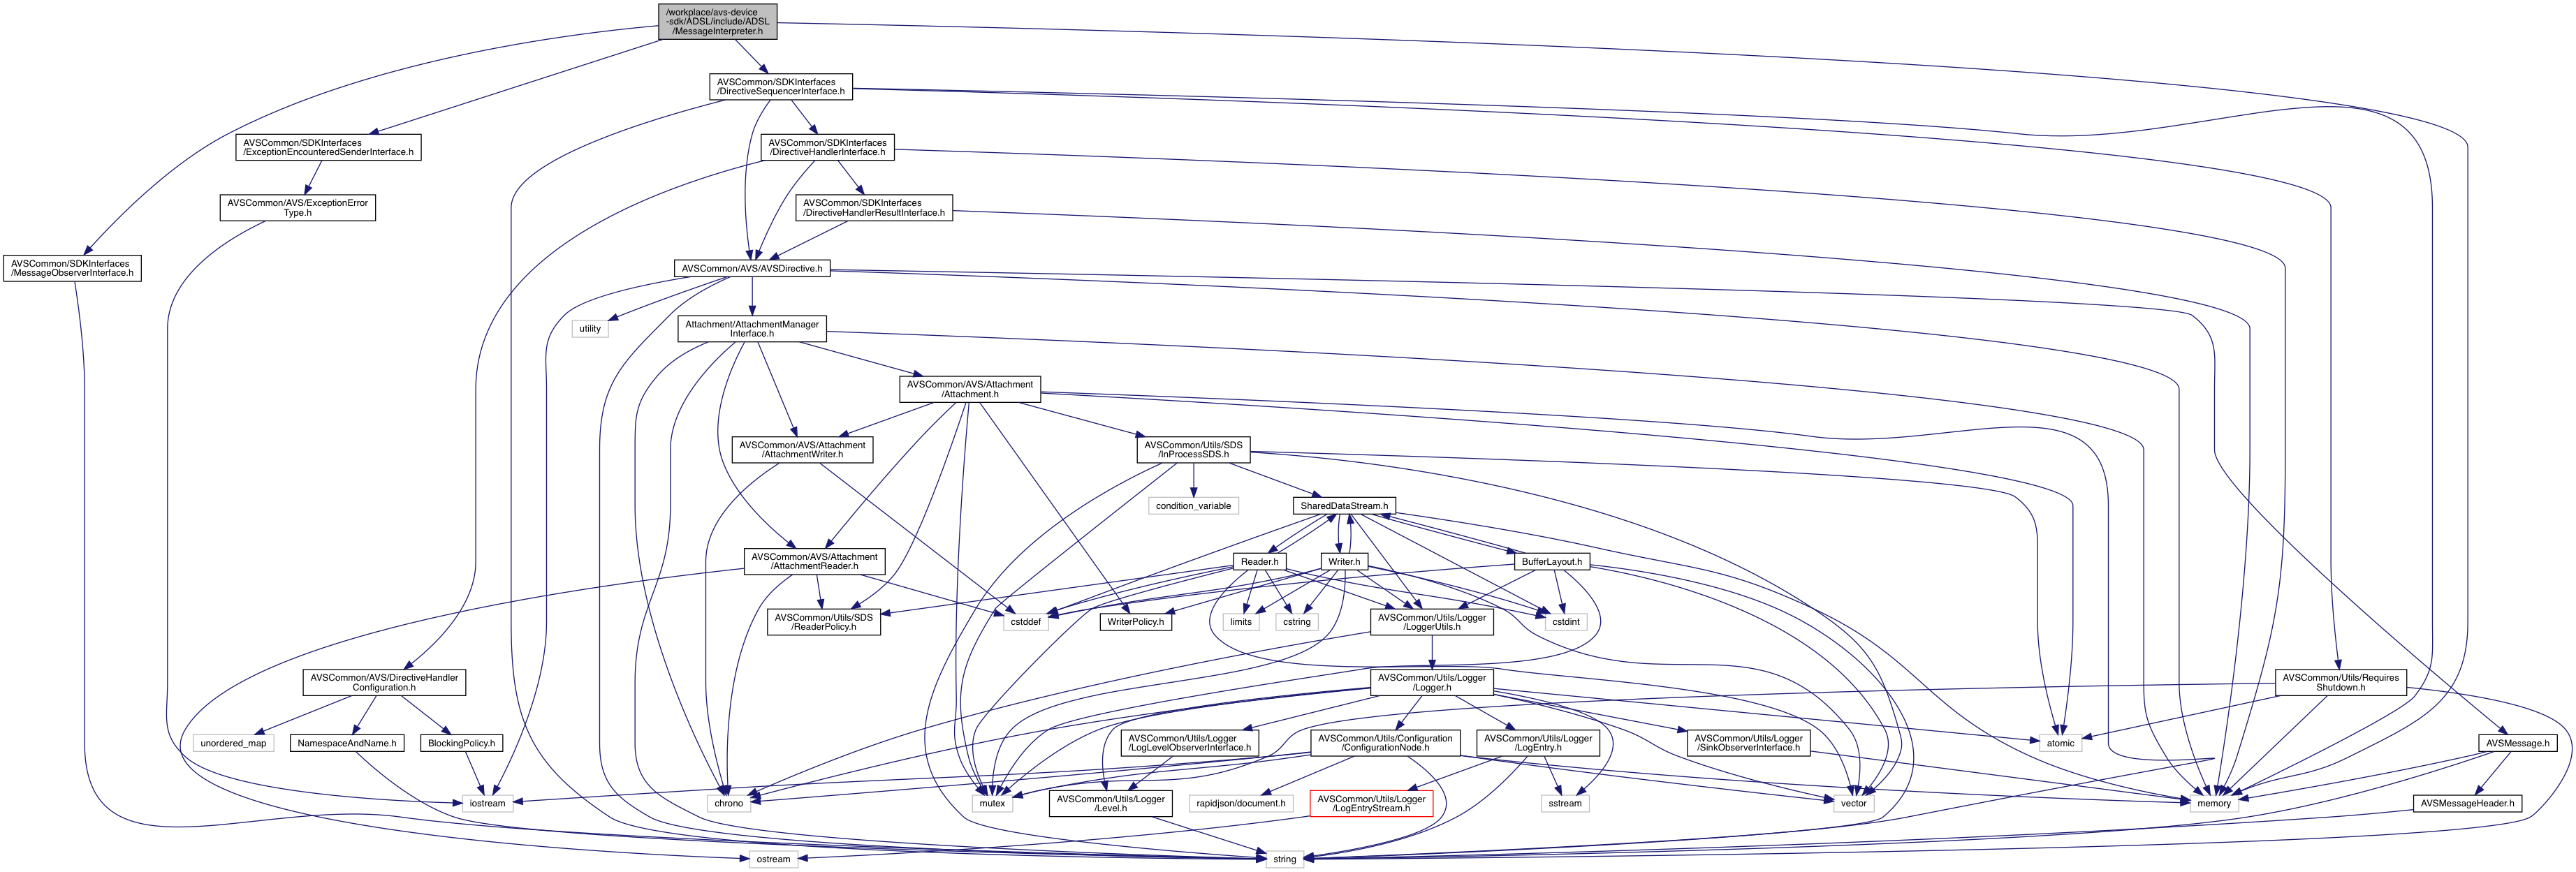 /workplace/avs-device
-sdk/ADSL/include/ADSL
/MessageInterpreter.h
AVSCommon/SDKInterfaces
/DirectiveSequencerInterface.h
AVSCommon/SDKInterfaces
/ExceptionEncounteredSenderInterface.h
AVSCommon/SDKInterfaces
/DirectiveHandlerInterface.h
AVSCommon/AVS/ExceptionError
Type.h
AVSCommon/SDKInterfaces
/DirectiveHandlerResultInterface.h
AVSCommon/SDKInterfaces
/MessageObserverInterface.h
AVSCommon/AVS/AVSDirective.h
utility
Attachment/AttachmentManager
Interface.h
AVSCommon/AVS/Attachment
/Attachment.h
AVSCommon/AVS/Attachment
/AttachmentWriter.h
AVSCommon/Utils/SDS
/InProcessSDS.h
condition_variable
SharedDataStream.h
AVSCommon/AVS/Attachment
/AttachmentReader.h
Reader.h
Writer.h
BufferLayout.h
AVSCommon/Utils/SDS
/ReaderPolicy.h
cstddef
WriterPolicy.h
limits
cstring
AVSCommon/Utils/Logger
/LoggerUtils.h
cstdint
AVSCommon/AVS/DirectiveHandler
Configuration.h
AVSCommon/Utils/Logger
/Logger.h
AVSCommon/Utils/Requires
Shutdown.h
unordered_map
NamespaceAndName.h
BlockingPolicy.h
AVSCommon/Utils/Logger
/LogLevelObserverInterface.h
AVSCommon/Utils/Configuration
/ConfigurationNode.h
AVSCommon/Utils/Logger
/LogEntry.h
AVSCommon/Utils/Logger
/SinkObserverInterface.h
atomic
AVSMessage.h
iostream
chrono
mutex
AVSCommon/Utils/Logger
/Level.h
rapidjson/document.h
AVSCommon/Utils/Logger
/LogEntryStream.h
sstream
vector
memory
AVSMessageHeader.h
ostream
string